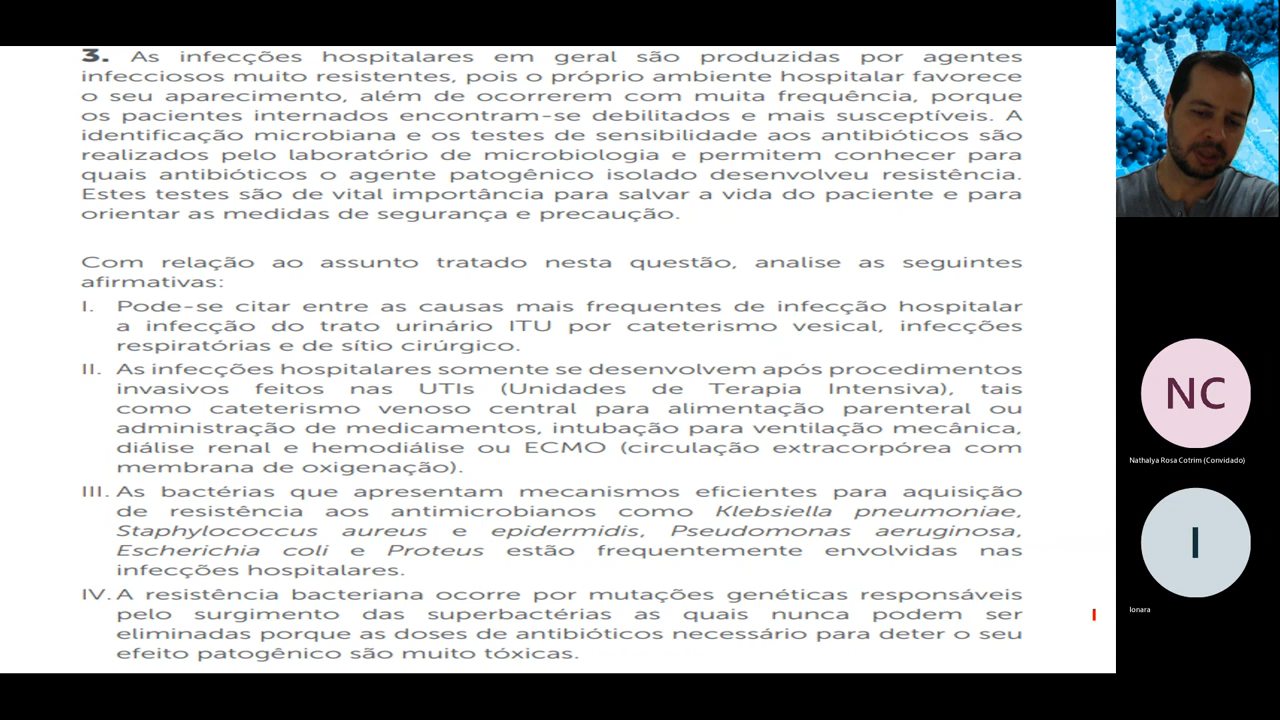 3. As infecções hospitalares em geral são produzidas por agentes
infecciosos muito resistentes, pois o próprio ambiente hospitalar favorece
o seu aparecimento, além de ocorrerem com muita frequência, porque
os pacientes internados encontram-se debilitados e mais susceptíveis. A
identificação microbiana e os testes de sensibilidade aos antibióticos são
realizados pelo laboratório de microbiologia e permitem conhecer para
quais antibióticos o agente patogênico isolado desenvolveu resistência.
Estes testes são de vital importância para salvar a vida do paciente e para
orientar as medidas de segurança e precaução.
Com relação ao assunto tratado nesta questão, analise as seguintes
afirmativas:
I. Pode-se citar entre as causas mais frequentes de infecção hospitalar
a infecção do trato urinário ITU por cateterismo vesical, infecções
respiratórias e de sítio cirúrgico.
II. As infecções hospitalares somente se desenvolvem após procedimentos
invasivos feitos nas UTIs (Unidades de Terapia Intensiva), tais
como cateterismo venoso central para alimentação parenteral ou
administração de medicamentos, intubação para ventilação mecânica,
diálise renal e hemodiálise ou ECMO (circulação extracorpórea com
membrana de oxigenação).
III. As bactérias que apresentam mecanismos eficientes para aquisição
de resistência aos antimicrobianos como Klebsiella pneumoniae,
Staphylococcus aureus e epidermidis, Pseudomonas aeruginosa,
Escherichia coli e Proteus estão frequentemente envolvidas nas
infecções hospitalares.
IV. A resistência bacteriana ocorre por mutações genéticas responsáveis
pelo surgimento das superbactérias as quais nunca podem ser
eliminadas porque as doses de antibióticos necessário para deter o seu
efeito patogênico são muito tóxicas.
NC
Nathalya Rosa Cotrim (Convidado)
I
Ionara